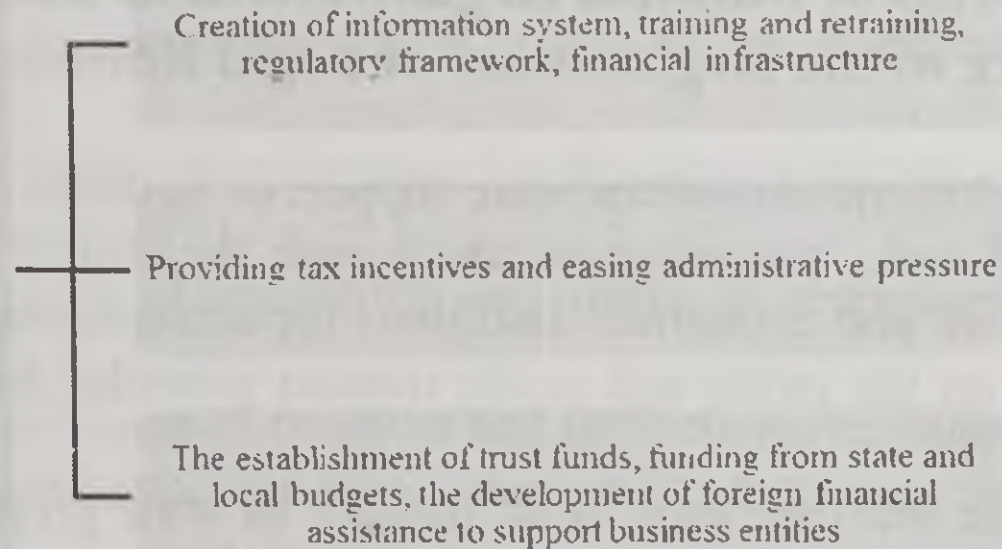 Creation of information system, training and retraining,
regulatory framework, financial infrastructure
Providing tax incentives and easing administrative pressure
The establishment of trust funds, funding from state and
local budgets, the development of foreign financial
assistance to support business entities